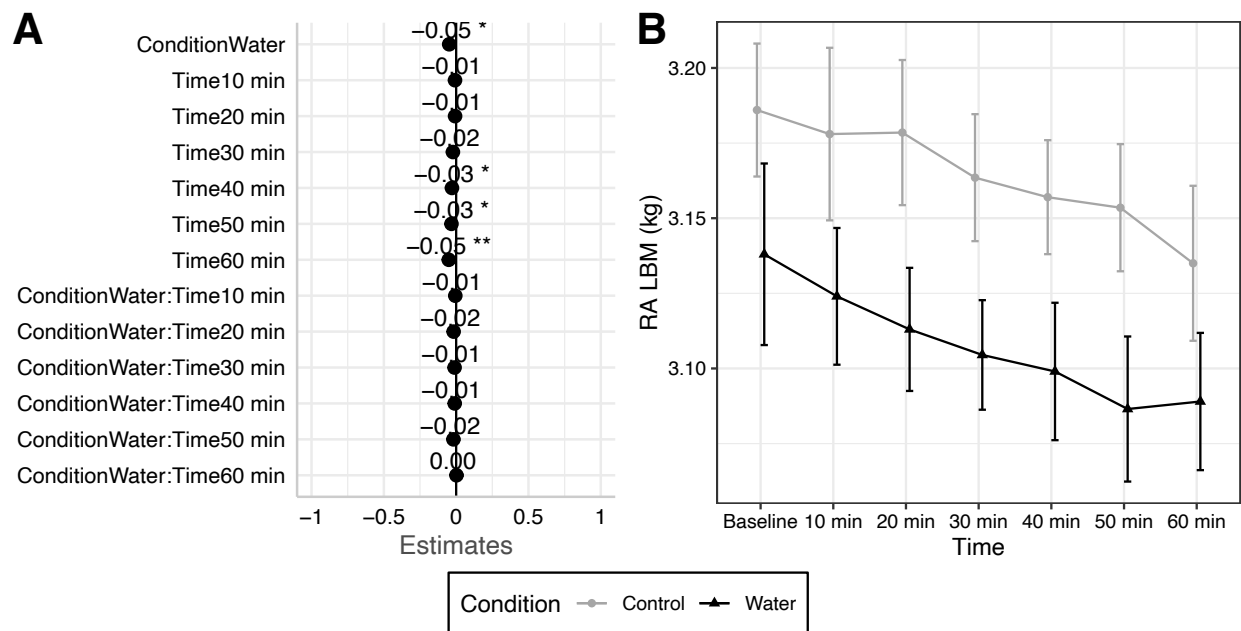 A
−0.05 *
ConditionWater
−0.01
Time10 min
−0.01
Time20 min
−0.02
Time30 min
−0.03 *
Time40 min
−0.03 *
Time50 min
−0.05 **
Time60 min
−0.01
ConditionWater:Time10 min
−0.02
ConditionWater:Time20 min
−0.01
ConditionWater:Time30 min
−0.01
ConditionWater:Time40 min
−0.02
ConditionWater:Time50 min
0.00
ConditionWater:Time60 min
−1 −0.5 0 0.5 1
Estimates
B
RA LBM (kg)
3.20
3.15
3.10
Baseline 10 min 20 min 30 min 40 min 50 min 60 min
Time
Condition Control Water